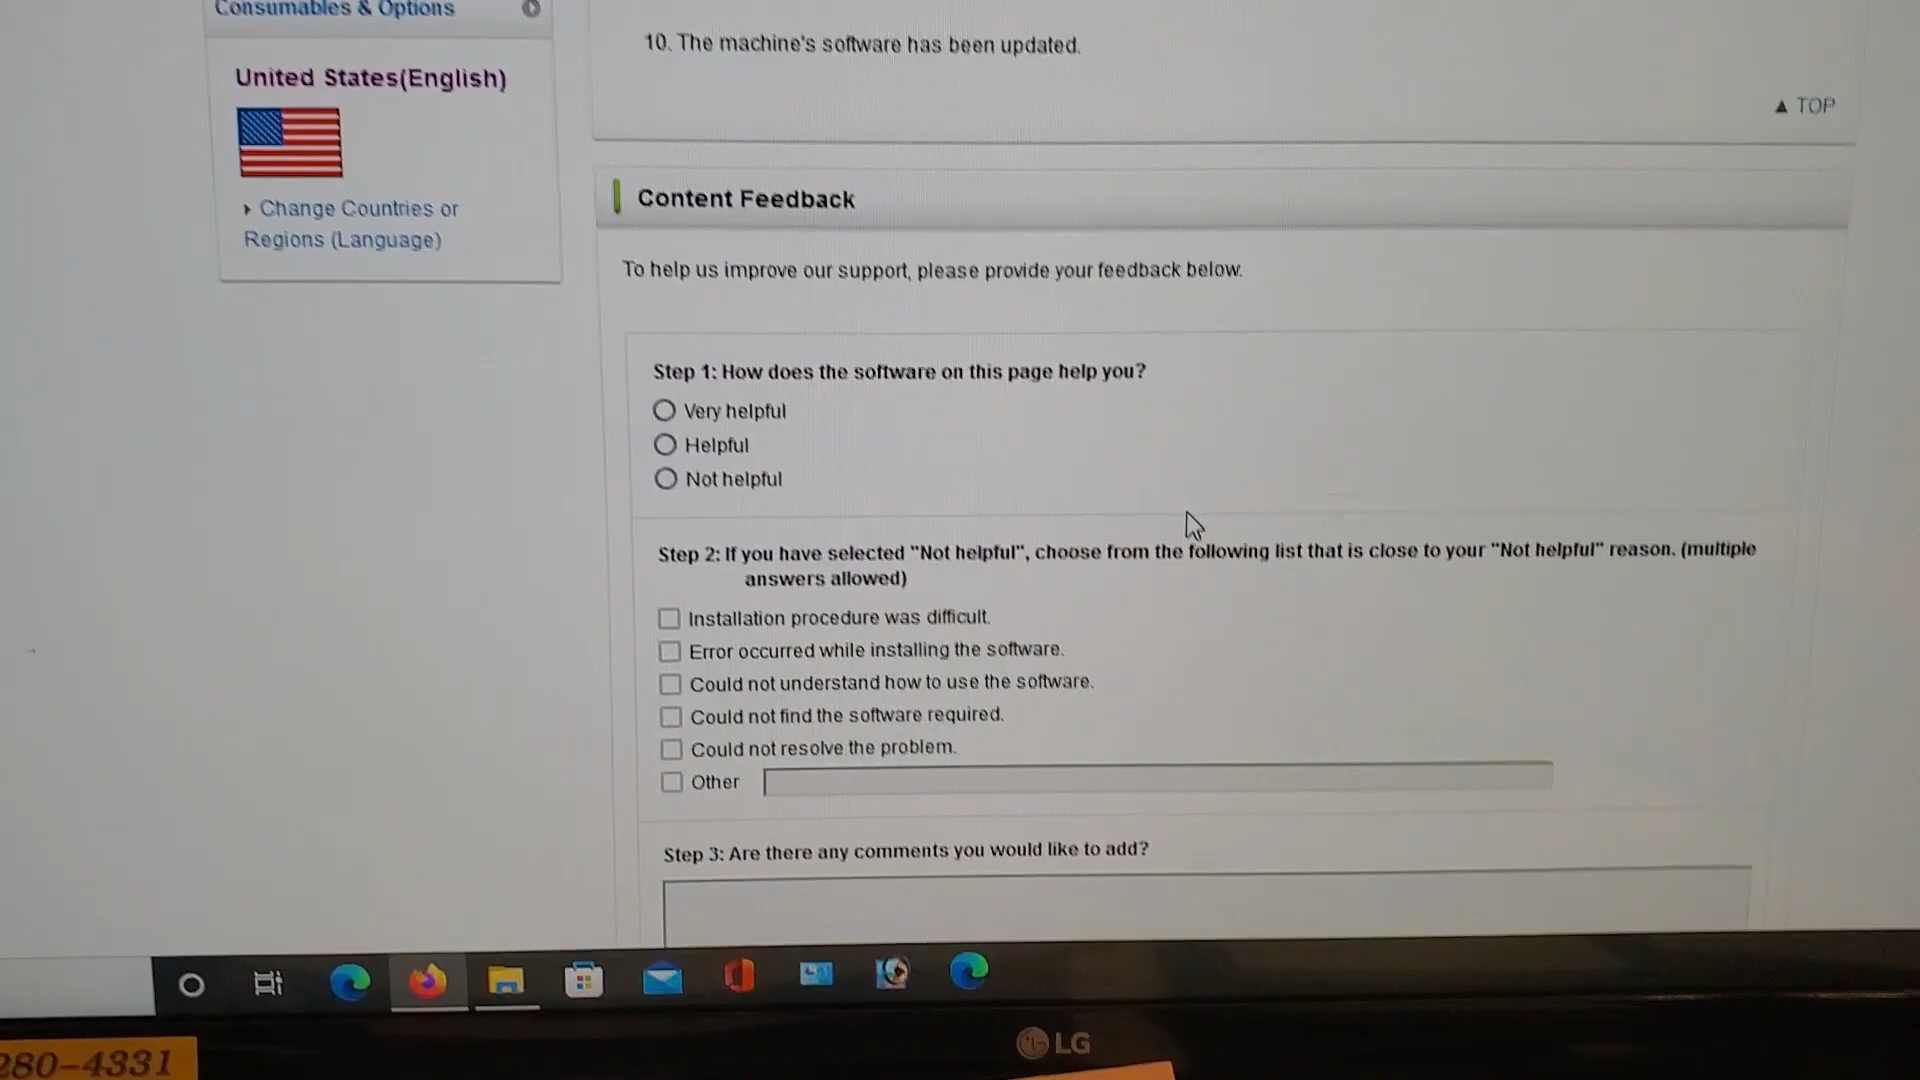 Consumables & Options
United States(English)
Change Countries or
Regions (Language)
10. The machine's software has been updated.
▲ TOP
Content Feedback
To help us improve our support, please provide your feedback below.
Step 1: How does the software on this page help you?
Very helpful
Helpful
Not helpful
Step 2: If you have selected "Not helpful", choose from the following list that is close to your "Not helpful" reason. (multiple
answers allowed)
Installation procedure was difficult.
Error occurred while installing the software.
Could not understand how to use the software.
Could not find the software required.
Could not resolve the problem.
Other
Step 3: Are there any comments you would like to add?
LG
280-4331